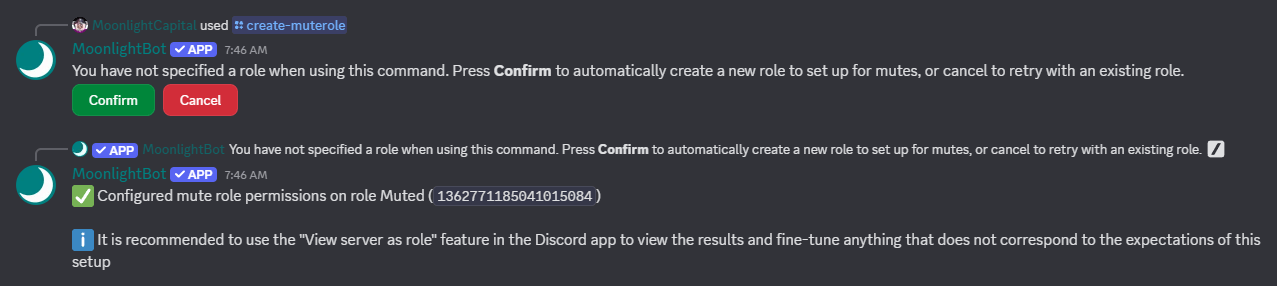 MoonlightCapital used create-muterole
MoonlightBot APP 7:46 AM
You have not specified a role when using this command. Press Confirm to automatically create a new role to set up for mutes, or cancel to retry with an existing role.
Confirm Cancel
APP MoonlightBot You have not specified a role when using this command. Press Confirm to automatically create a new role to set up for mutes, or cancel to retry with an existing role.
MoonlightBot APP 7:46 AM
Configured mute role permissions on role Muted (1362771185041015084)
It is recommended to use the "View server as role" feature in the Discord app to view the results and fine-tune anything that does not correspond to the expectations of this
setup